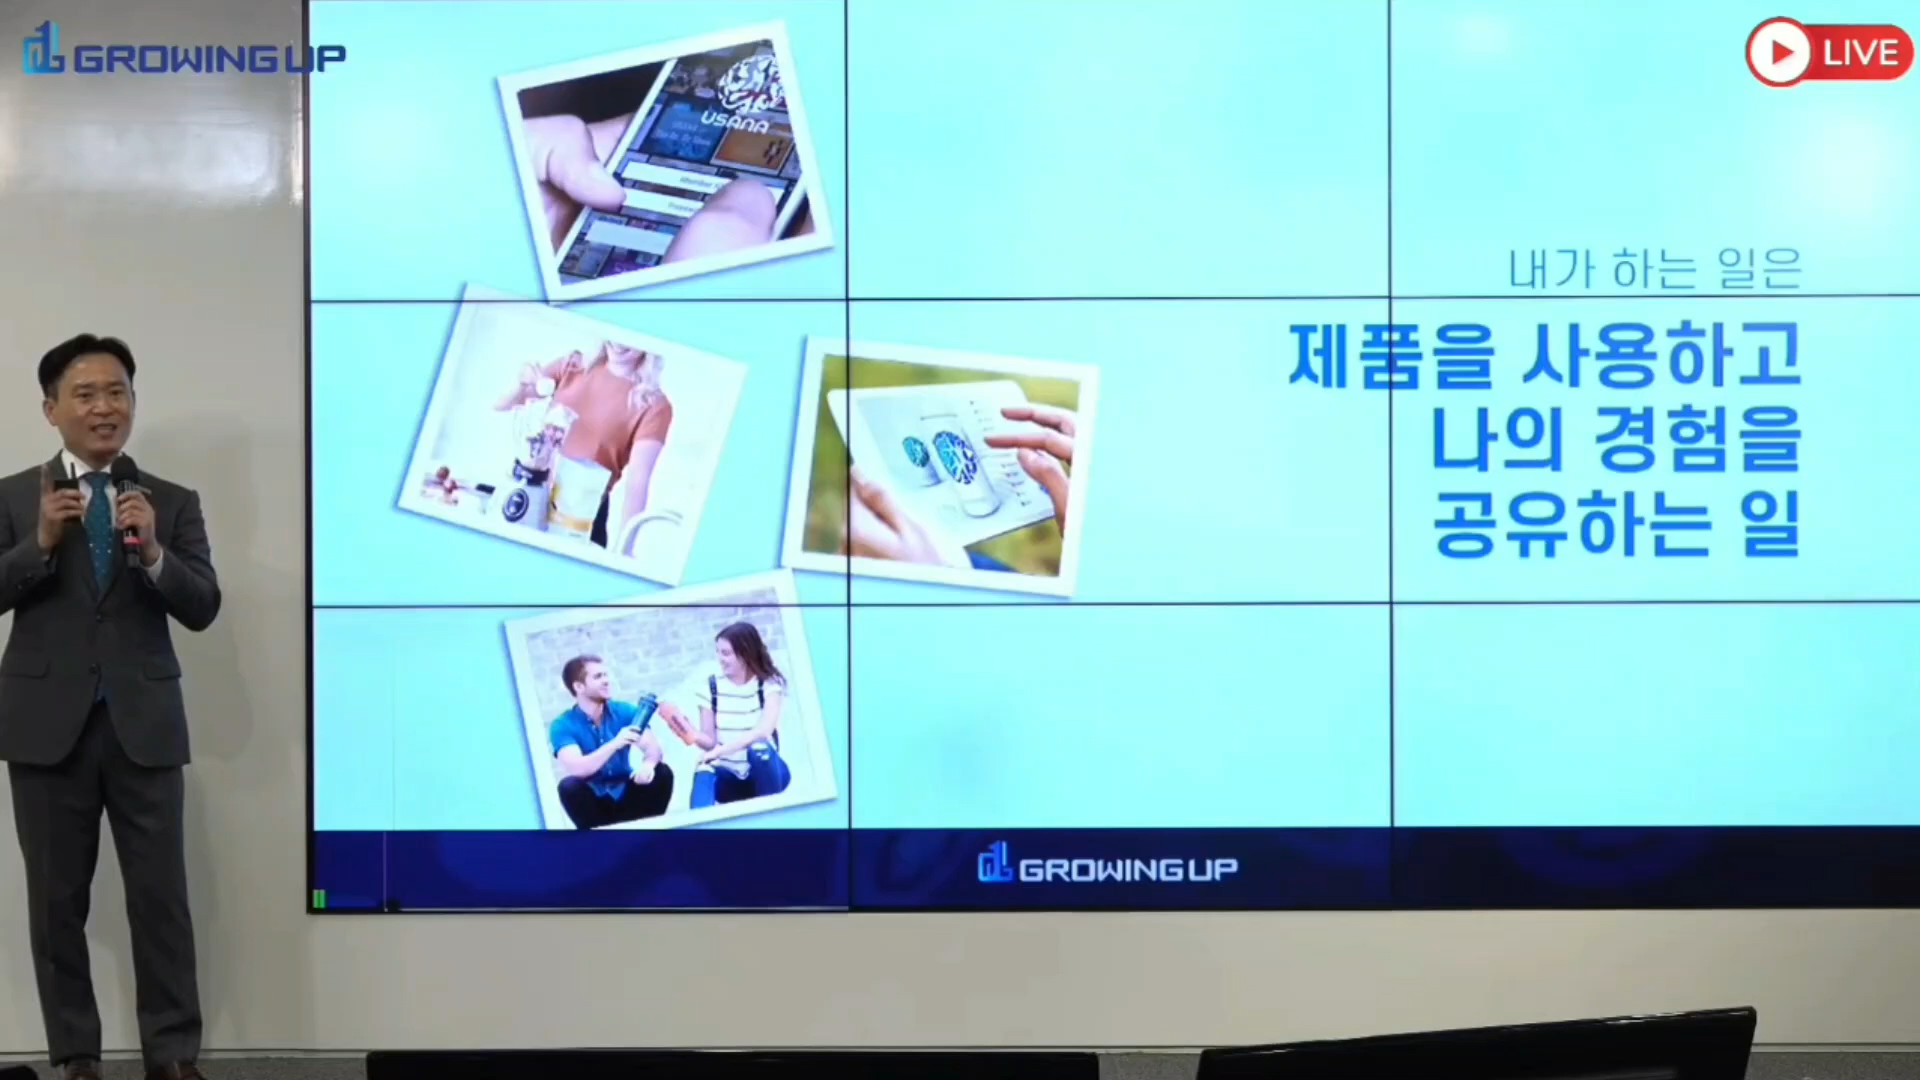 GROWING UP
LIVE
USANA
내가 하는 일은
제품을 사용하고
나의 경험을
공유하는 일
GROWING UP